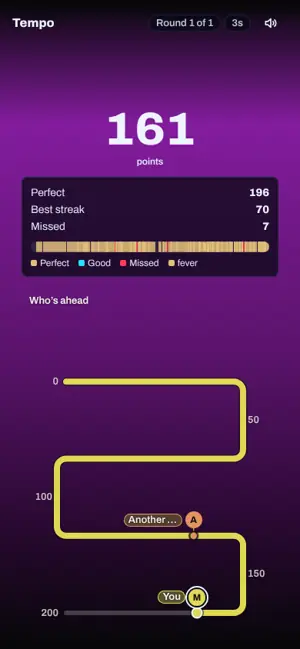 Tempo
Round 1 of 1
3s
161
points
Perfect 196
Best streak 70
Missed 7
Perfect Good Missed fever
Who's ahead
0
50
100
Another ... A
150
You M
200